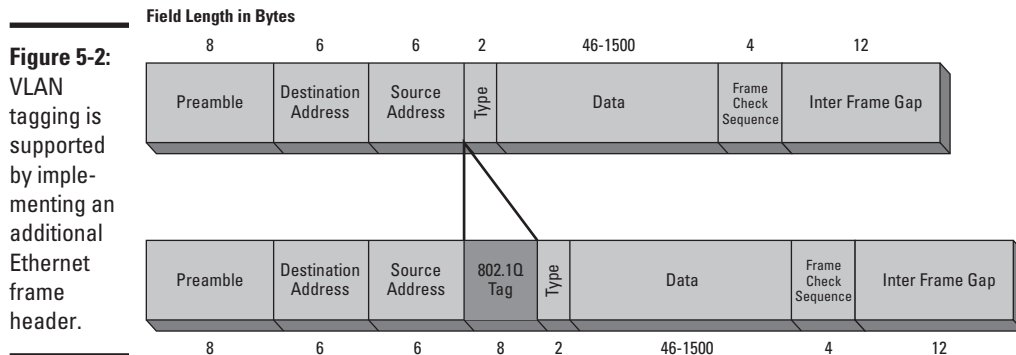 Field Length in Bytes
8 6 6 2 46-1500 4 12
Figure 5-2:
VLAN
tagging is
supported
by imple-
menting an
additional
Ethernet
frame
header.
Preamble
Destination
Address
Source
Address
Type
Data
Frame
Check
Sequence
Inter Frame Gap
Preamble
Destination
Address
Source
Address
802.1Q
Tag
Type
Data
Frame
Check
Sequence
Inter Frame Gap
8 6 6 8 2 46-1500 4 12